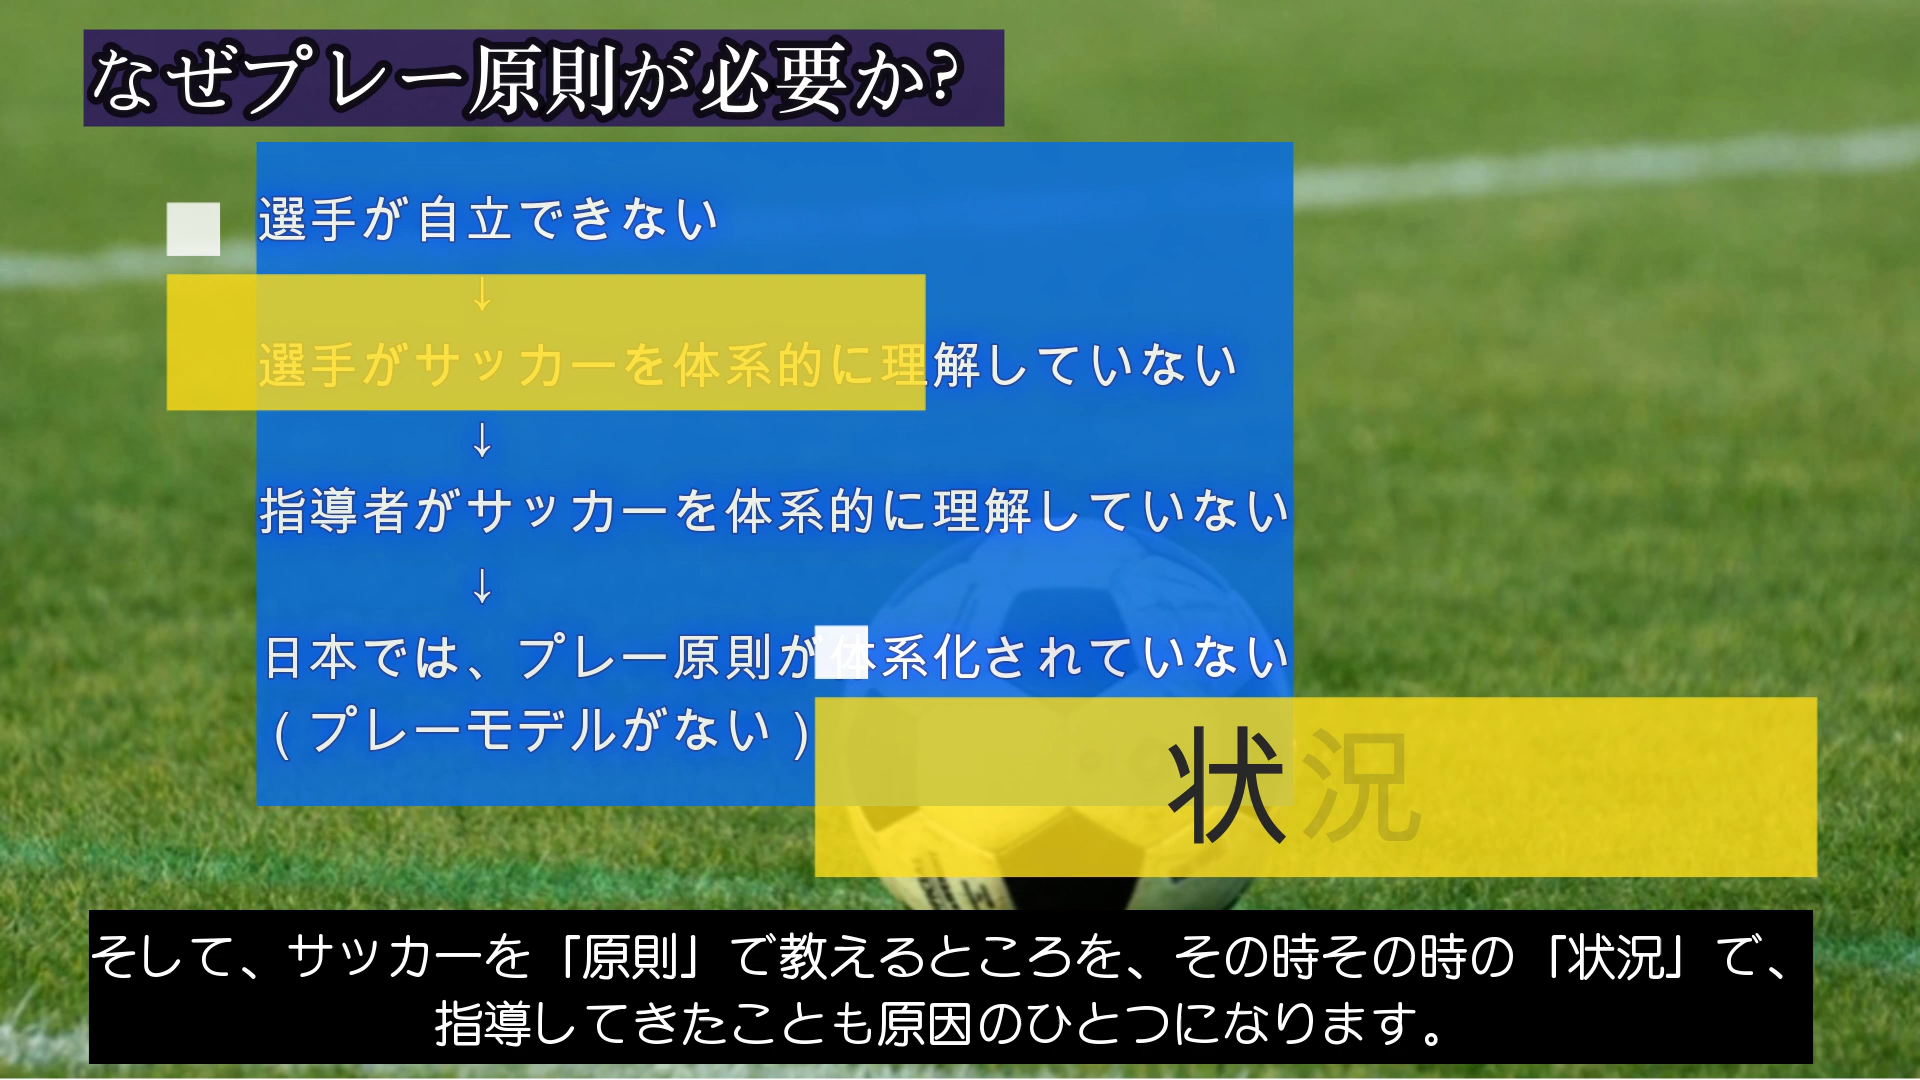 なぜプレー原則が必要か?
選手が自立できない
↓
選手がサッカーを体系的に理解していない
↓
指導者がサッカーを体系的に理解していない
↓
日本では、プレー原則が体系化されていない
(プレーモデルがない)
状況
そして、サッカーを「原則」で教えるところを、その時その時の「状況」で、
指導してきたことも原因のひとつになります。